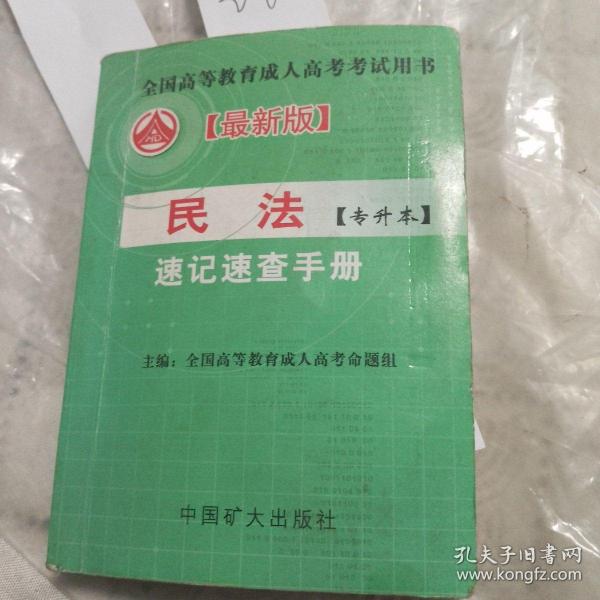 全国高等教育成人高考考试用书
【最新版】
民 法 【专升本】
速记速查手册
主编：全国高等教育成人高考命题组
中国矿大出版社
孔夫子旧书网
www.kongfz.com